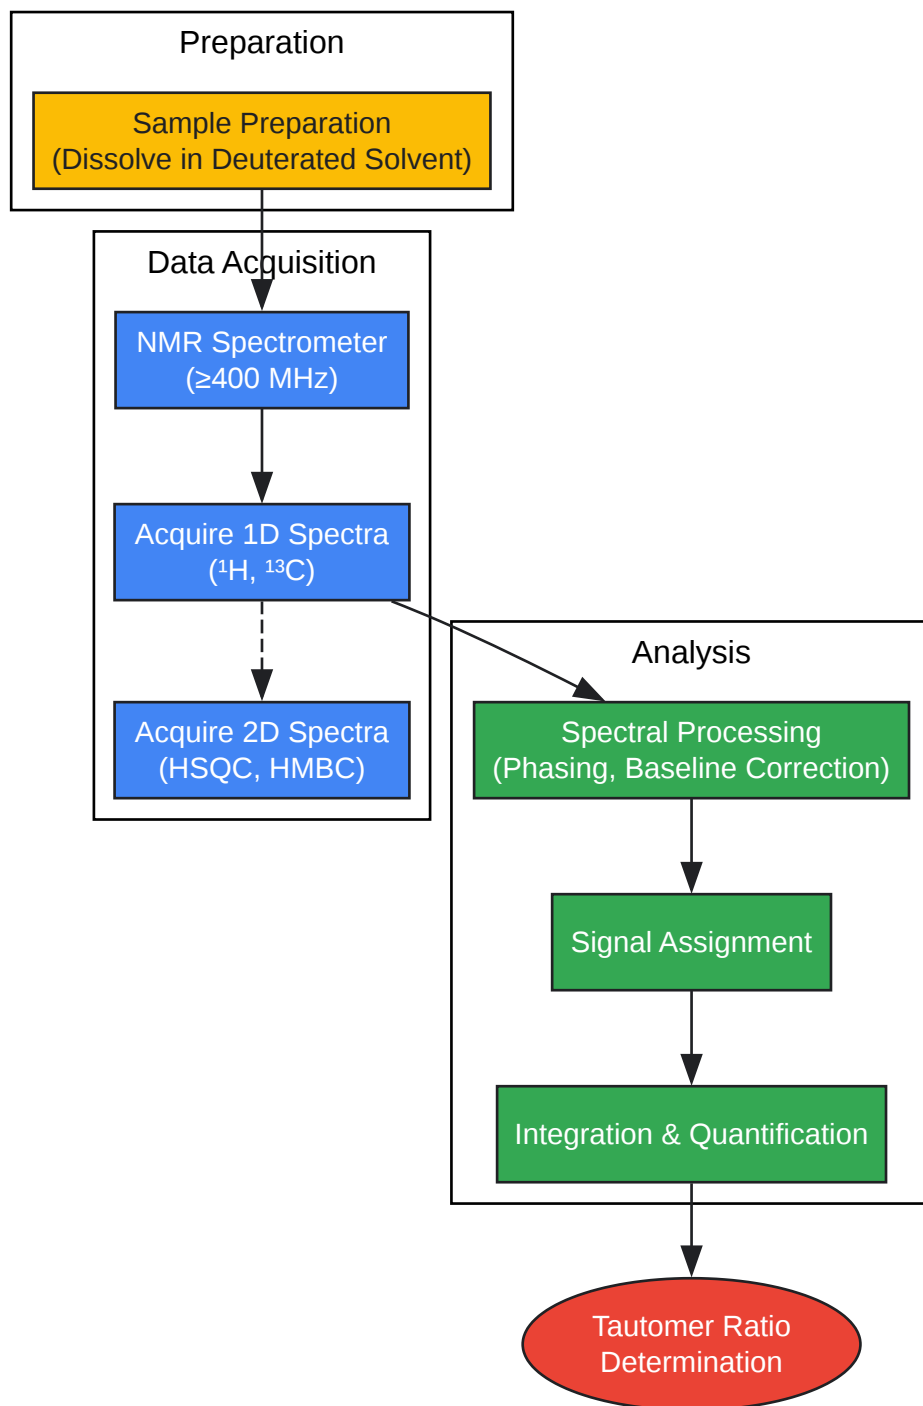 Preparation
Sample Preparation
(Dissolve in Deuterated Solvent)
Data Acquisition
NMR Spectrometer
(≥400 MHz)
Acquire 1D Spectra
(¹H, ¹³C)
Acquire 2D Spectra
(HSQC, HMBC)
Analysis
Spectral Processing
(Phasing, Baseline Correction)
Signal Assignment
Integration & Quantification
Tautomer Ratio
Determination